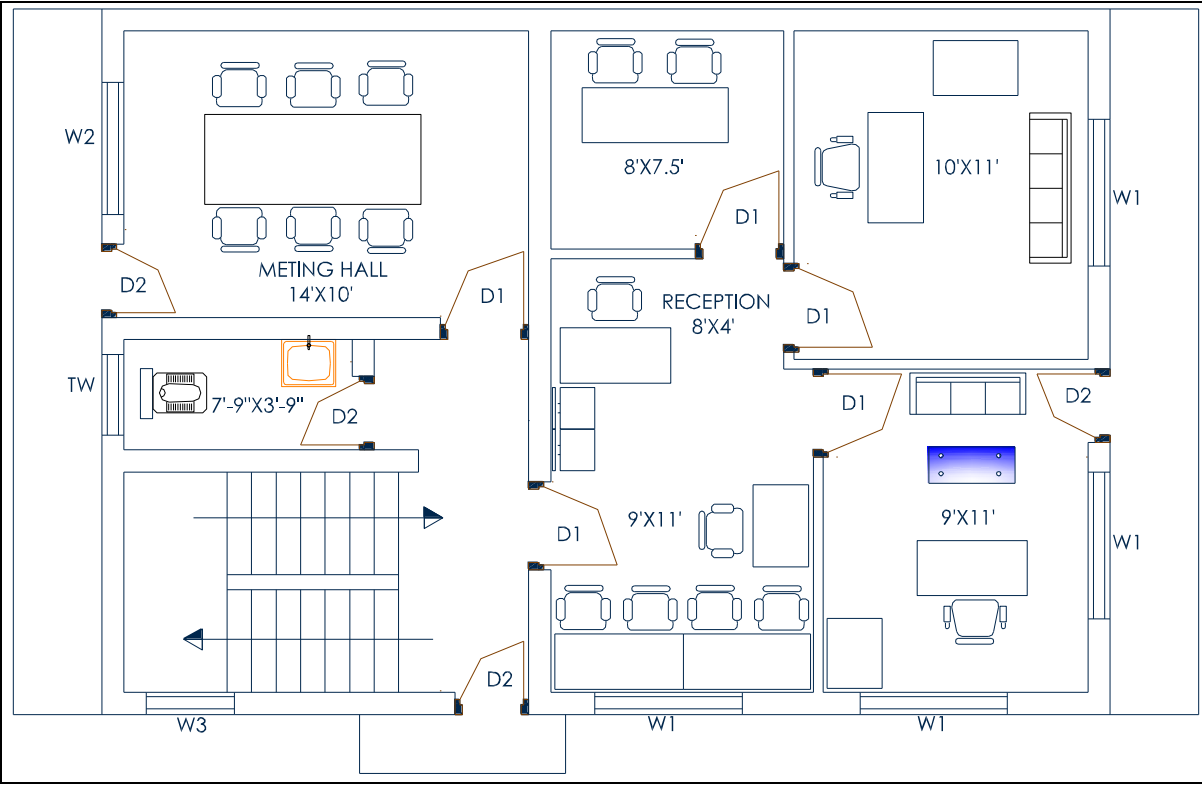 W2
8'X7.5'
10'X11'
W1
D1
METING HALL
14'X10'
D2
D1
RECEPTION
8'X4'
D1
TW
7'-9"X3'-9"
D2
D1
D2
9'X11'
9'X11'
D1
W1
D2
W3
W1
W1